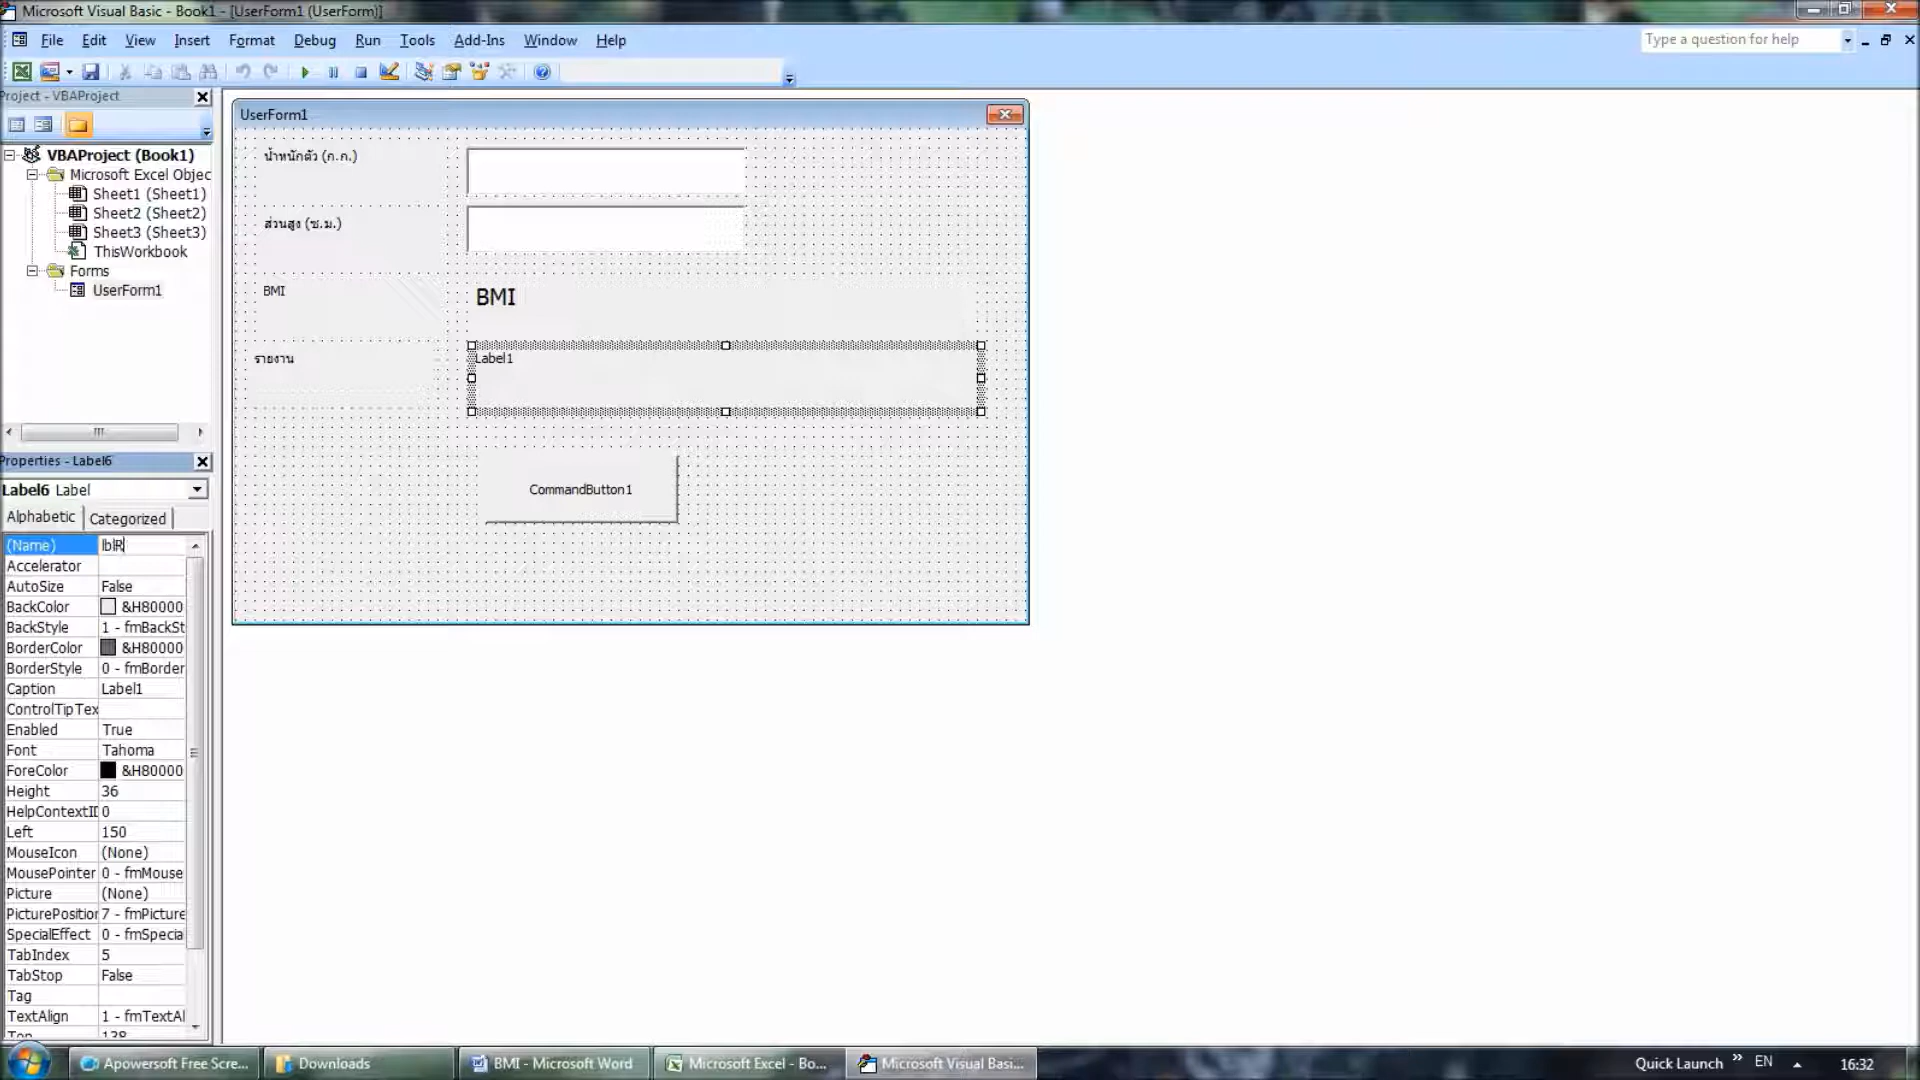 Microsoft Visual Basic - Book1 - [UserForm1 (UserForm)]
File Edit View Insert Format Debug Run Tools Add-Ins Window Help
Type a question for help
Project - VBAProject
UserForm1
VBAProject (Book1)
Microsoft Excel Objec
Sheet1 (Sheet1)
Sheet2 (Sheet2)
Sheet3 (Sheet3)
ThisWorkbook
Forms
UserForm1
น้ำหนักตัว (ก.ก.)
ส่วนสูง (ซ.ม.)
BMI
BMI
รายงาน
Label1
CommandButton1
Properties - Label6
Label6 Label
Alphabetic Categorized
(Name) lblR
Accelerator
AutoSize False
BackColor &H80000
BackStyle 1 - fmBackSt
BorderColor &H80000
BorderStyle 0 - fmBorder
Caption Label1
ControlTipTex
Enabled True
Font Tahoma
ForeColor &H80000
Height 36
HelpContextID 0
Left 150
MouseIcon (None)
MousePointer 0 - fmMouse
Picture (None)
PicturePosition 7 - fmPicture
SpecialEffect 0 - fmSpecia
TabIndex 5
TabStop False
Tag
TextAlign 1 - fmTextAl
Top 138
Apowersoft Free Scre... Downloads BMI - Microsoft Word Microsoft Excel - Bo... Microsoft Visual Basi... Quick Launch EN 16:32